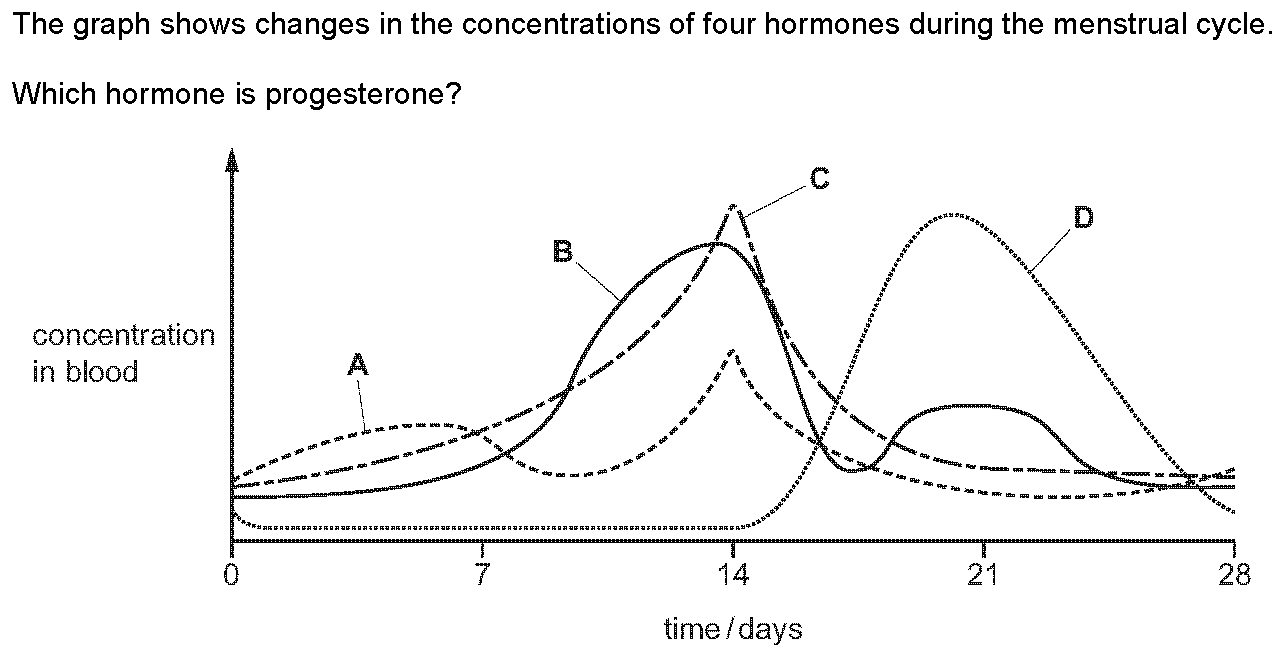 The graph shows changes in the concentrations of four hormones during the menstrual cycle.
Which hormone is progesterone?
C
D
B
concentration
in blood
A
0 7 14 21 28
time / days